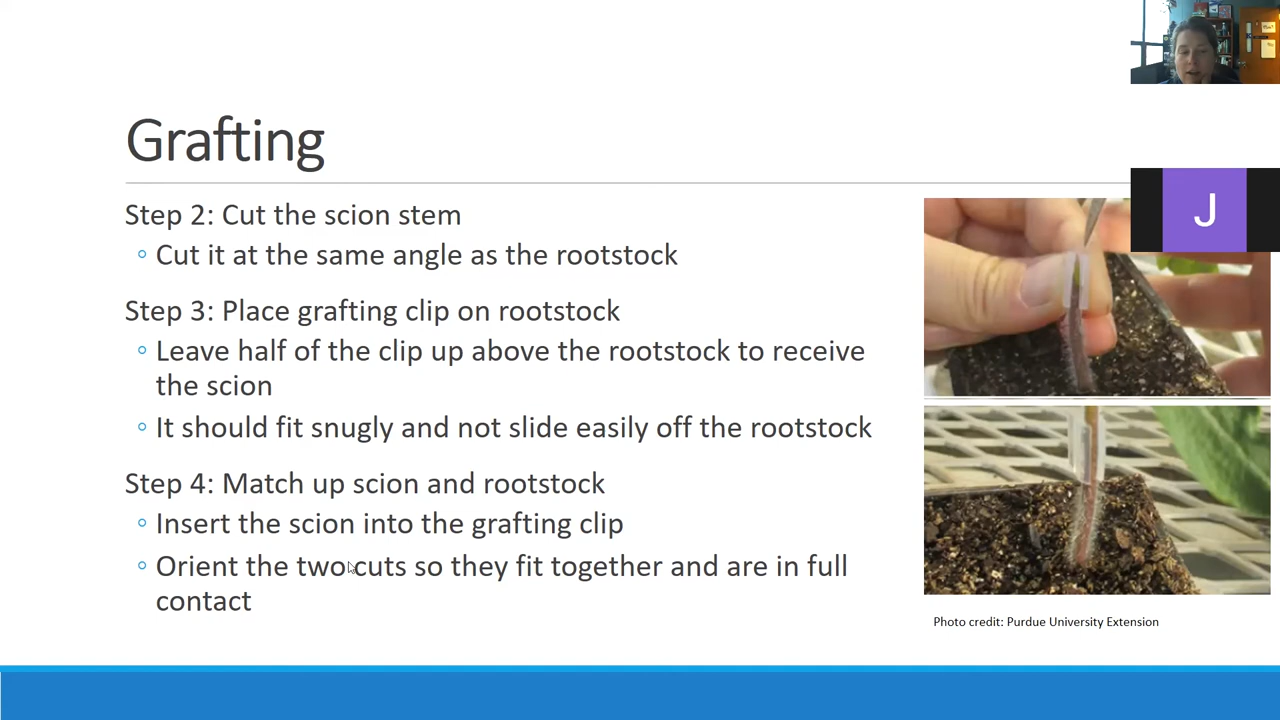 Grafting
Step 2: Cut the scion stem
◦ Cut it at the same angle as the rootstock
Step 3: Place grafting clip on rootstock
◦ Leave half of the clip up above the rootstock to receive
the scion
◦ It should fit snugly and not slide easily off the rootstock
Step 4: Match up scion and rootstock
◦ Insert the scion into the grafting clip
◦ Orient the two cuts so they fit together and are in full
contact
J
Photo credit: Purdue University Extension